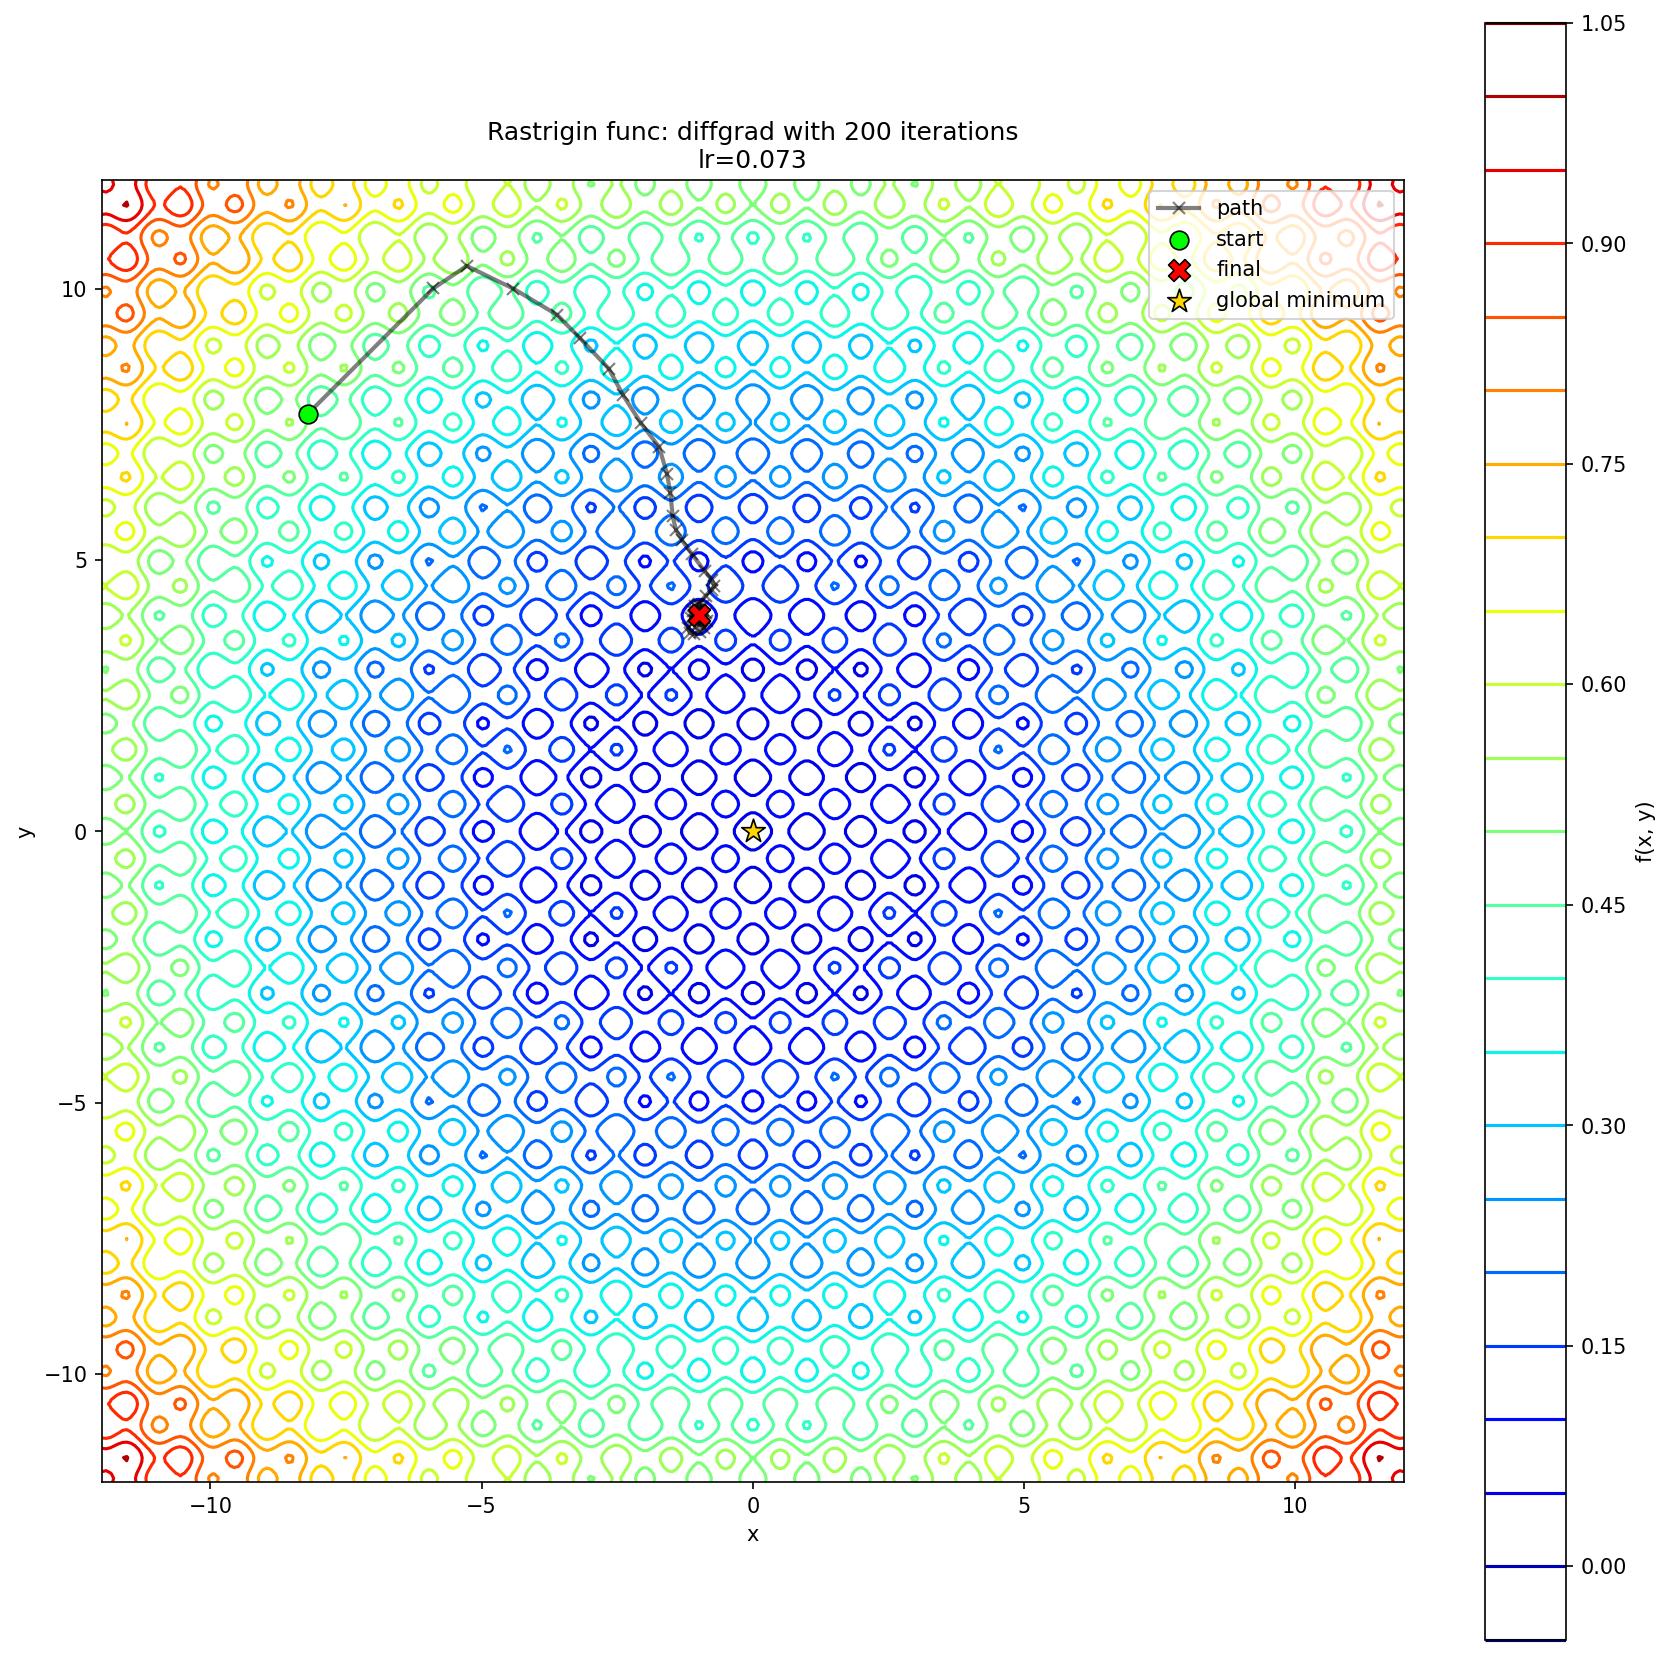 Rastrigin func: diffgrad with 200 iterations
lr=0.073
path
start
final
global minimum
10
5
0
−5
−10
y
−10
−5
0
5
10
x
1.05
0.90
0.75
0.60
0.45
0.30
0.15
0.00
f(x, y)